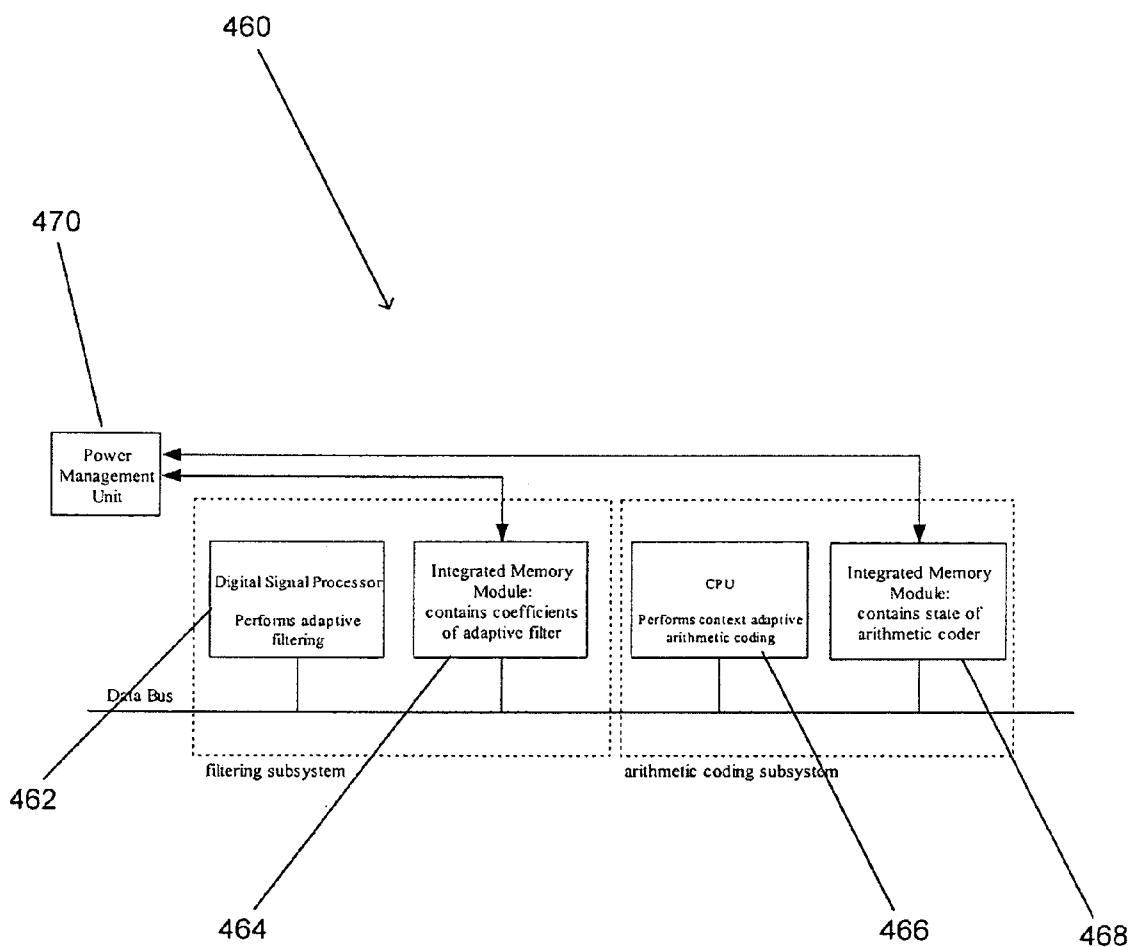 460
470
Power
Management
Unit
Digital Signal Processor
Performs adaptive
filtering
Integrated Memory
Module:
contains coefficients
of adaptive filter
CPU
Performs context adaptive
arithmetic coding
Integrated Memory
Module:
contains state of
arithmetic coder
Data Bus
filtering subsystem
arithmetic coding subsystem
462
464
466
468